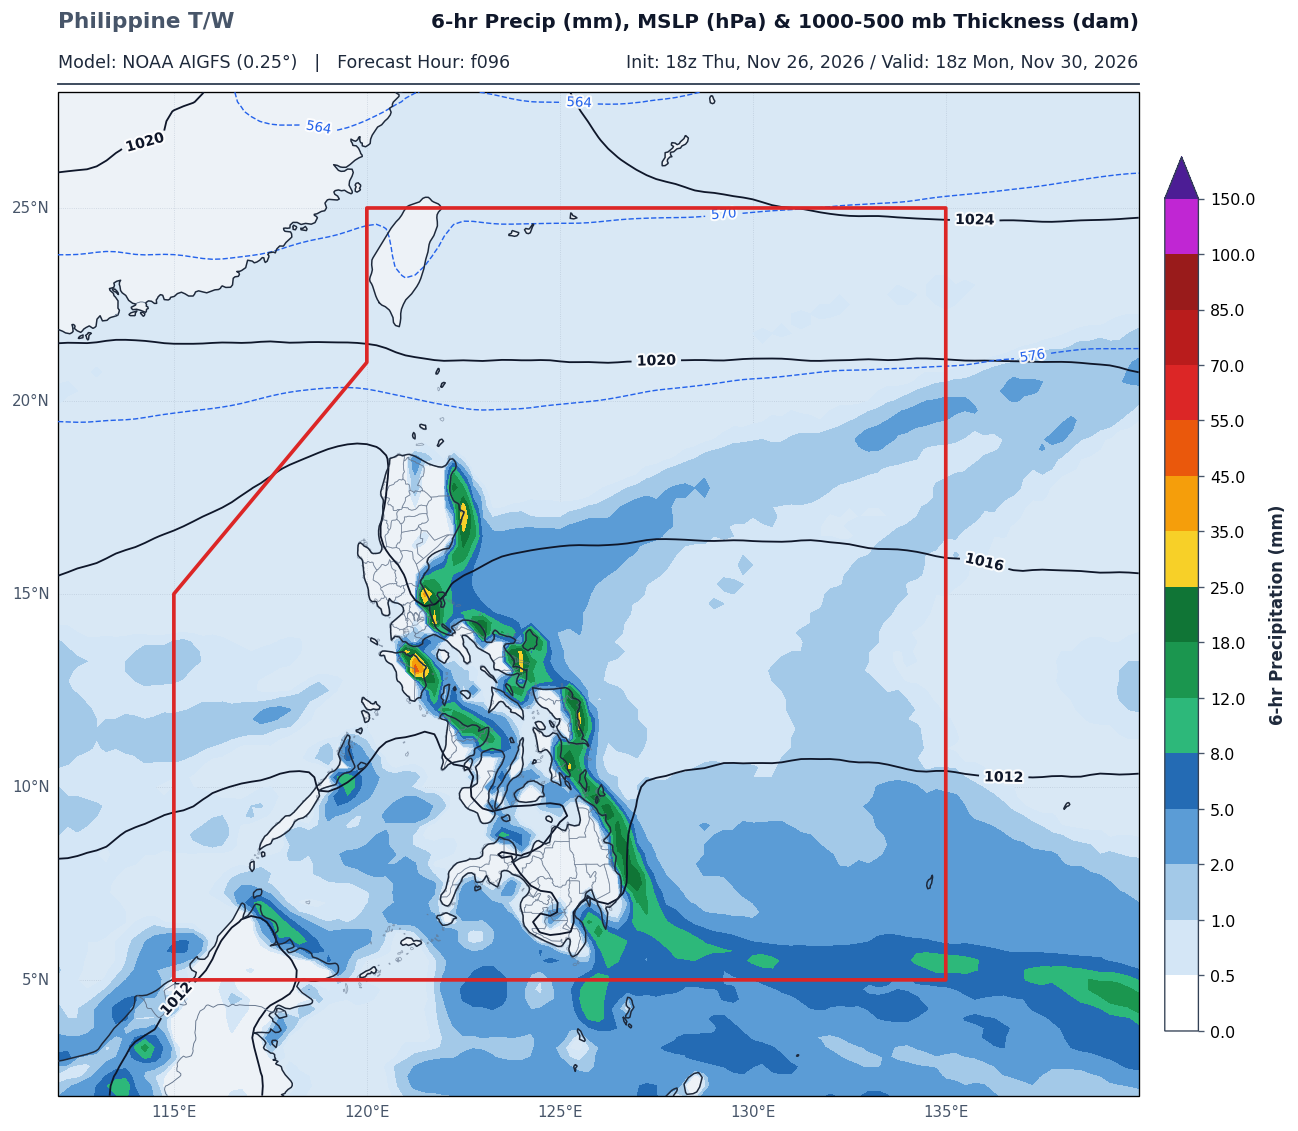 Philippine T/W
6-hr Precip (mm), MSLP (hPa) & 1000-500 mb Thickness (dam)
Model: NOAA AIGFS (0.25°) | Forecast Hour: f096
Init: 18z Thu, Nov 26, 2026 / Valid: 18z Mon, Nov 30, 2026
564
564
1020
25°N
570
1024
1020
576
20°N
1016
15°N
1012
10°N
5°N
1012
115°E
120°E
125°E
130°E
135°E
150.0
100.0
85.0
70.0
55.0
45.0
35.0
25.0
18.0
12.0
8.0
5.0
2.0
1.0
0.5
0.0
6-hr Precipitation (mm)